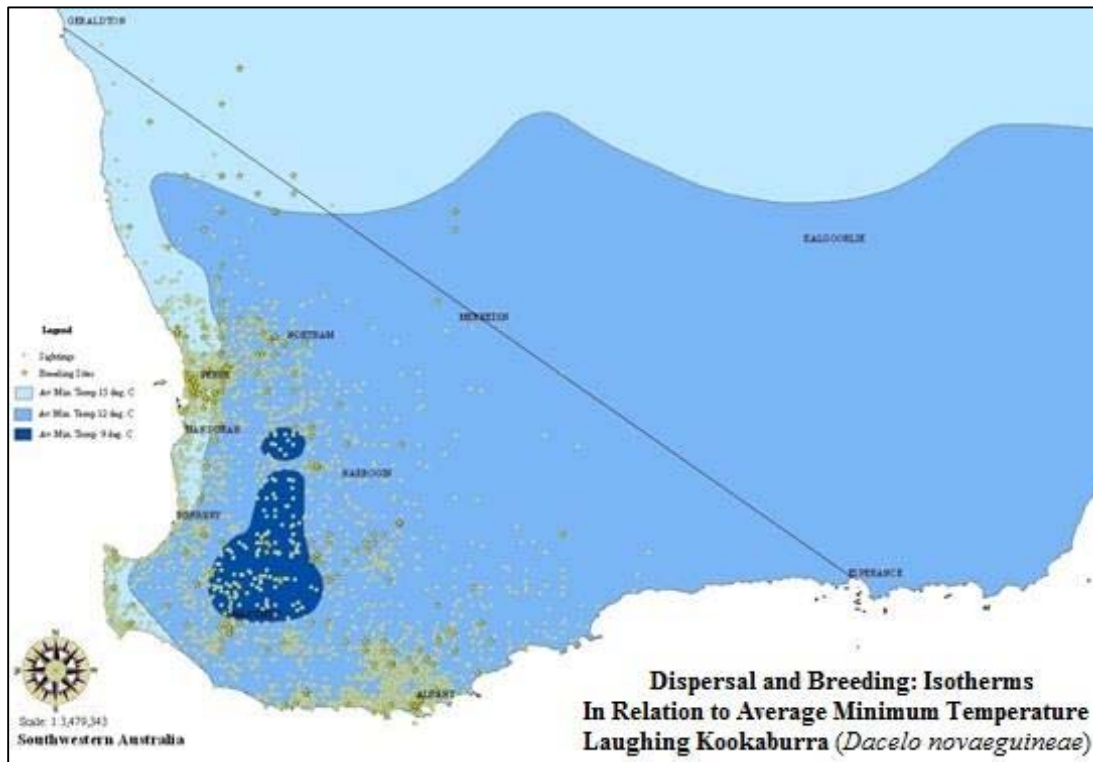 GERALDTON
KALGOORLIE
MERREDIN
NORTHAM
PERTH
MANDURAH
NARROGIN
ESPERANCE
ALBANY
Legend
Sightings
Breeding Sites
Av Min. Temp 15 deg. C
Av Min. Temp 12 deg. C
Av Min. Temp 9 deg. C
N
Scale: 1:3,479,343
Southwestern Australia
Dispersal and Breeding: Isotherms
In Relation to Average Minimum Temperature
Laughing Kookaburra (Dacelo novaeguineae)